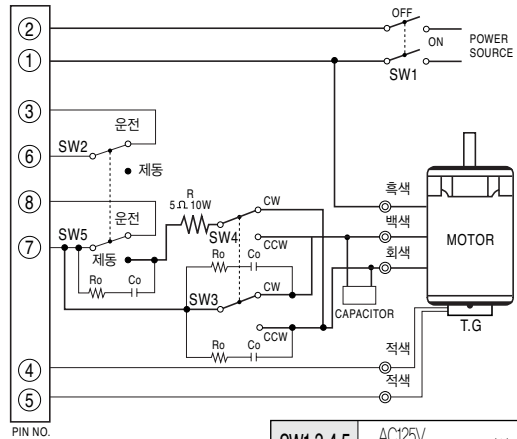 OFF
②
ON
POWER
SOURCE
①
SW1
③
운전
SW2
⑥
제동
⑧
운전
R
5Ω 10W
CW
흑색
SW5
SW4
백색
⑦
CCW
MOTOR
제동
회색
Ro
Co
Ro
Co
CW
SW3
CAPACITOR
CCW
T.G
Ro
Co
적색
④
적색
⑤
PIN NO.
SW1,2,4,5
AC125V